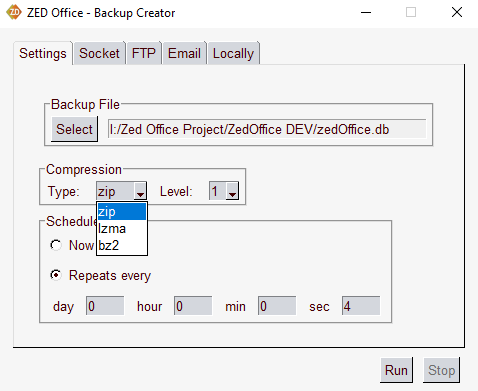 ZED Office - Backup Creator
Settings Socket FTP Email Locally
Backup File
Select I:/Zed Office Project/ZedOffice DEV/zedOffice.db
Compression
Type: zip Level: 1
zip
lzma
bz2
Schedule
Now
Repeats every
day 0 hour 0 min 0 sec 4
Run Stop